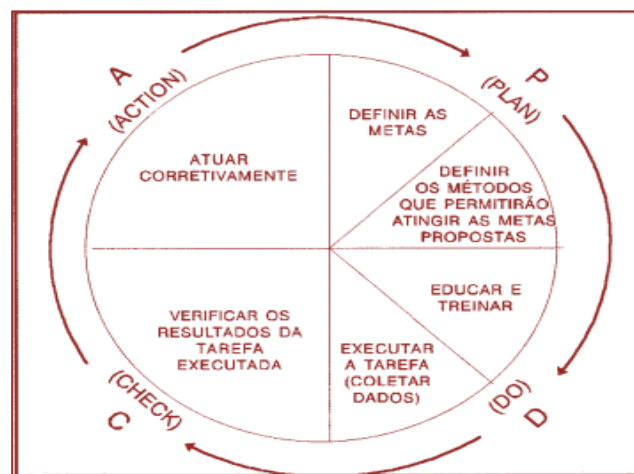 A
(ACTION)
P
(PLAN)
DEFINIR AS
METAS
ATUAR
CORRETIVAMENTE
DEFINIR
OS MÉTODOS
QUE PERMITIRÃO
ATINGIR AS METAS
PROPOSTAS
EDUCAR E
TREINAR
VERIFICAR OS
RESULTADOS DA
TAREFA
EXECUTADA
EXECUTAR
A TAREFA
(COLETAR
DADOS)
(CHECK)
C
(DO)
D